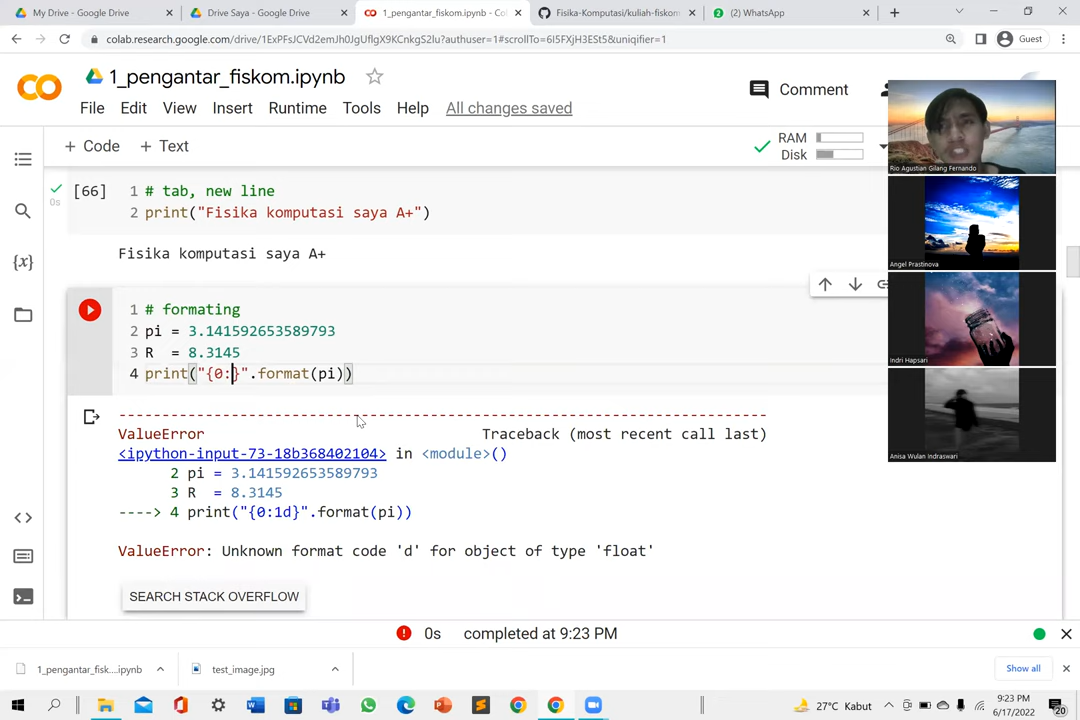 My Drive - Google Drive
Drive Saya - Google Drive
1_pengantar_fiskom.ipynb - Col
Fisika-Komputasi/kuliah-fiskom
(2) WhatsApp
colab.research.google.com/drive/1ExPFsJCVd2emJh0JgUflgX9KCnkgS2lu?authuser=1#scrollTo=6I5FXjH3ESt5&uniqifier=1
Guest
1_pengantar_fiskom.ipynb
File Edit View Insert Runtime Tools Help All changes saved
Comment
+ Code + Text
RAM
Disk
Rio Agustian Gilang Fernando
Angel Prastinova
Indri Hapsari
Anisa Wulan Indraswari
[66]
0s
1 # tab, new line
2 print("Fisika komputasi saya A+")
Fisika komputasi saya A+
1 # formating
2 pi = 3.141592653589793
3 R  = 8.3145
4 print("{0:}".format(pi))
---------------------------------------------------------------------------
ValueError                                Traceback (most recent call last)
<ipython-input-73-18b368402104> in <module>()
2 pi = 3.141592653589793
3 R  = 8.3145
----> 4 print("{0:1d}".format(pi))
ValueError: Unknown format code 'd' for object of type 'float'
SEARCH STACK OVERFLOW
0s completed at 9:23 PM
1_pengantar_fisk....ipynb
test_image.jpg
Show all
27°C Kabut
9:23 PM
6/17/2022
20